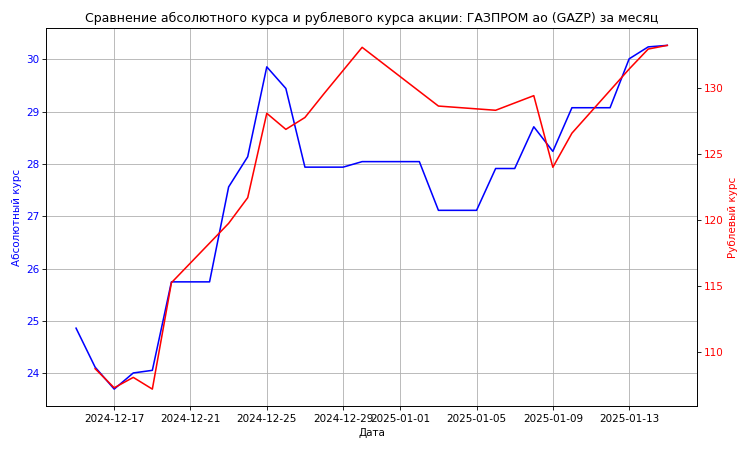 Сравнение абсолютного курса и рублевого курса акции: ГАЗПРОМ ао (GAZP) за месяц
30
29
28
27
26
25
24
Абсолютный курс
130
125
120
115
110
Рублевый курс
2024-12-17 2024-12-21 2024-12-25 2024-12-29 2025-01-01 2025-01-05 2025-01-09 2025-01-13
Дата